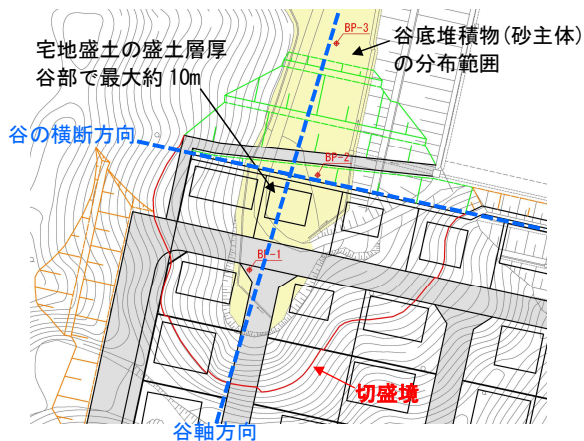 宅地盛土の盛土層厚
谷部で最大約10m
BP-3
谷底堆積物(砂主体)
の分布範囲
谷の横断方向
BP-2
BP-1
切盛境
谷軸方向